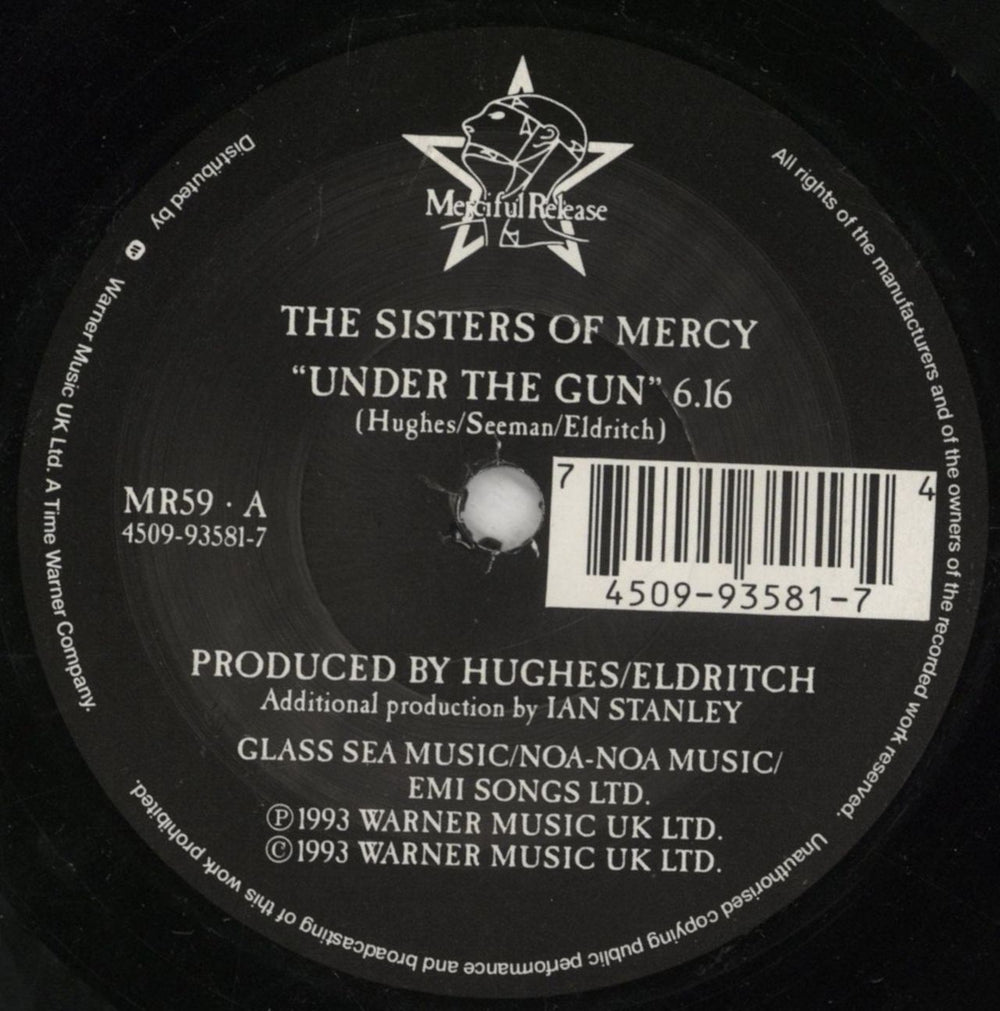 Merciful Release
THE SISTERS OF MERCY
“UNDER THE GUN” 6.16
(Hughes/Seeman/Eldritch)
MR59 · A
4509-93581-7
7 4
4509-93581-7
PRODUCED BY HUGHES/ELDRITCH
Additional production by IAN STANLEY
GLASS SEA MUSIC/NOA-NOA MUSIC/
EMI SONGS LTD.
Ⓟ1993 WARNER MUSIC UK LTD.
©1993 WARNER MUSIC UK LTD.
All rights of the manufacturers and of the owners of the recorded work reserved. Unauthorised copying public performance and broadcasting of this work prohibited.
Distributed by Warner Music UK Ltd. A Time Warner Company.